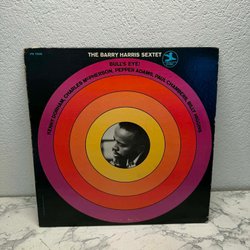 THE BARRY HARRIS SEXTET
BULL'S EYE!
KENNY DORHAM, CHARLES McPHERSON, PEPPER ADAMS, PAUL CHAMBERS, BILLY HIGGINS